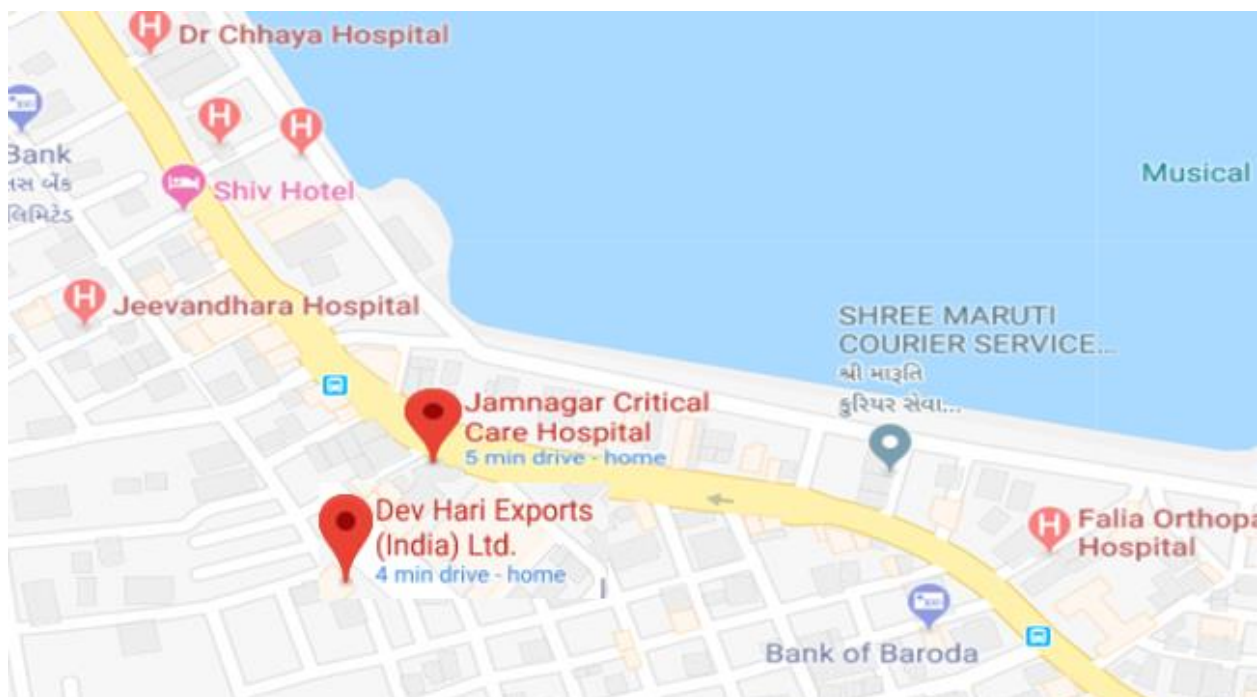 Dr Chhaya Hospital
Bank
લિમિટેડ
Shiv Hotel
Musical
Jeevandhara Hospital
SHREE MARUTI
COURIER SERVICE...
શ્રી મારૂતિ
કુરિયર સેવા...
Jamnagar Critical
Care Hospital
5 min drive - home
Dev Hari Exports
(India) Ltd.
4 min drive - home
Falia Orthopa
Hospital
Bank of Baroda